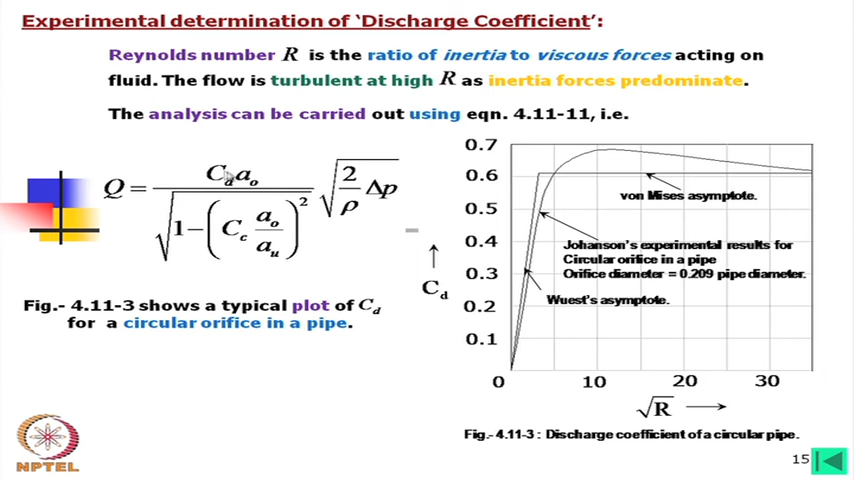 Experimental determination of ‘Discharge Coefficient’:
Reynolds number R is the ratio of inertia to viscous forces acting on
fluid. The flow is turbulent at high R as inertia forces predominate.
The analysis can be carried out using eqn. 4.11-11, i.e.
Q = C_d a_o / √(1 − (C_c a_o / a_u)²) √(2/ρ Δp)
Fig.- 4.11-3 shows a typical plot of C_d
for a circular orifice in a pipe.
0.7
0.6
0.5
0.4
0.3
0.2
0.1
0
10
20
30
C_d
√R
von Mises asymptote.
Johanson's experimental results for
Circular orifice in a pipe
Orifice diameter = 0.209 pipe diameter.
Wuest's asymptote.
Fig.- 4.11-3 : Discharge coefficient of a circular pipe.
NPTEL
15